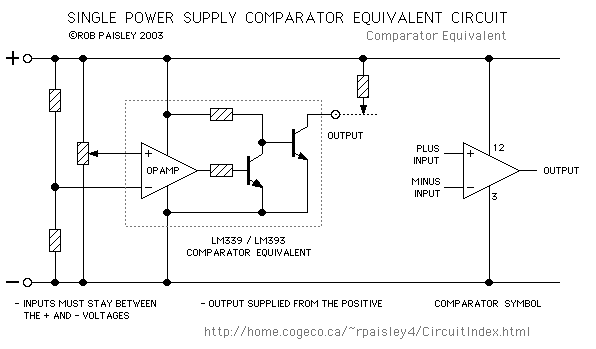 SINGLE POWER SUPPLY COMPARATOR EQUIVALENT CIRCUIT
©ROB PAISLEY 2003
Comparator Equivalent
+
OUTPUT
PLUS
INPUT
MINUS
INPUT
+
-
12
3
OUTPUT
+
OP AMP
-
LM339 / LM393
COMPARATOR EQUIVALENT
-
- INPUTS MUST STAY BETWEEN
THE + AND - VOLTAGES
- OUTPUT SUPPLIED FROM THE POSITIVE
COMPARATOR SYMBOL
http://home.cogeco.ca/~rpaisley4/CircuitIndex.html